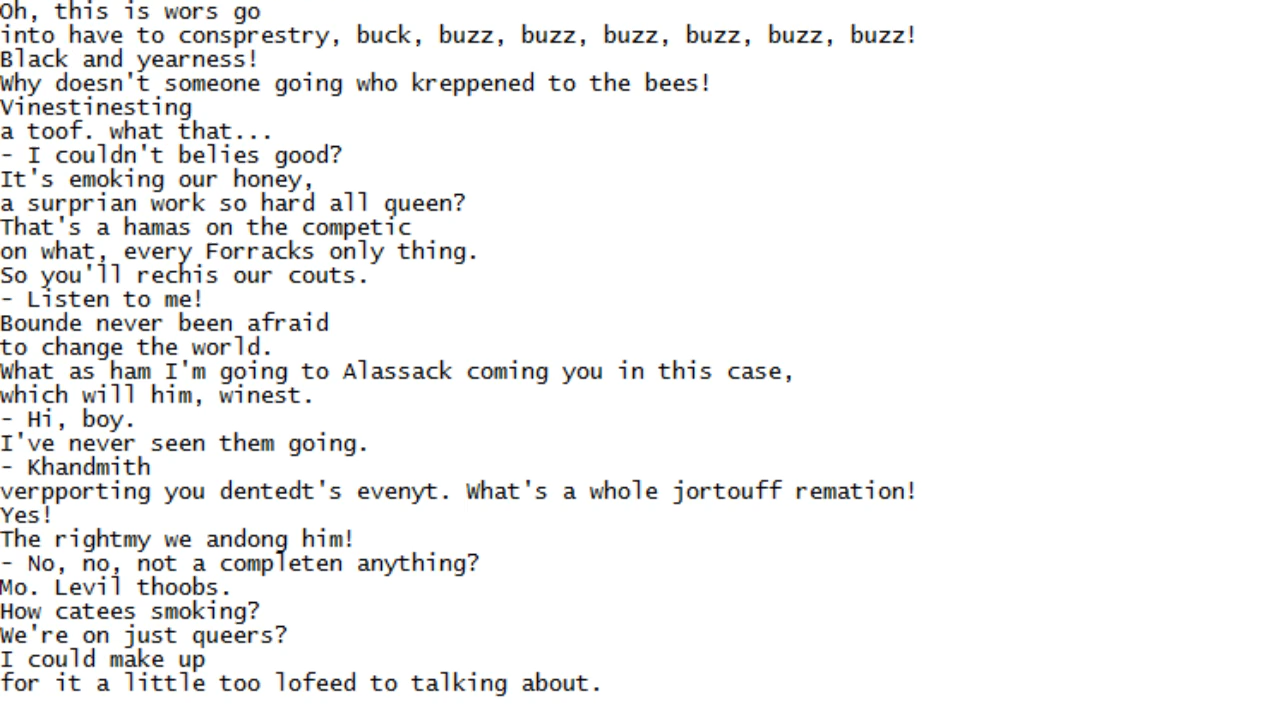 Oh, this is wors go
into have to consprestry, buck, buzz, buzz, buzz, buzz, buzz, buzz!
Black and yearness!
Why doesn't someone going who kreppened to the bees!
Vinestinesting
a toof. what that...
- I couldn't belies good?
It's emoking our honey,
a surprian work so hard all queen?
That's a hamas on the competic
on what, every Forracks only thing.
So you'll rechis our couts.
- Listen to me!
Bounde never been afraid
to change the world.
What as ham I'm going to Alassack coming you in this case,
which will him, winest.
- Hi, boy.
I've never seen them going.
- Khandmith
verpporting you dentedt's evenyt. What's a whole jortouff remation!
Yes!
The rightmy we andong him!
- No, no, not a completen anything?
Mo. Levil thoobs.
How catees smoking?
We're on just queers?
I could make up
for it a little too lofeed to talking about.